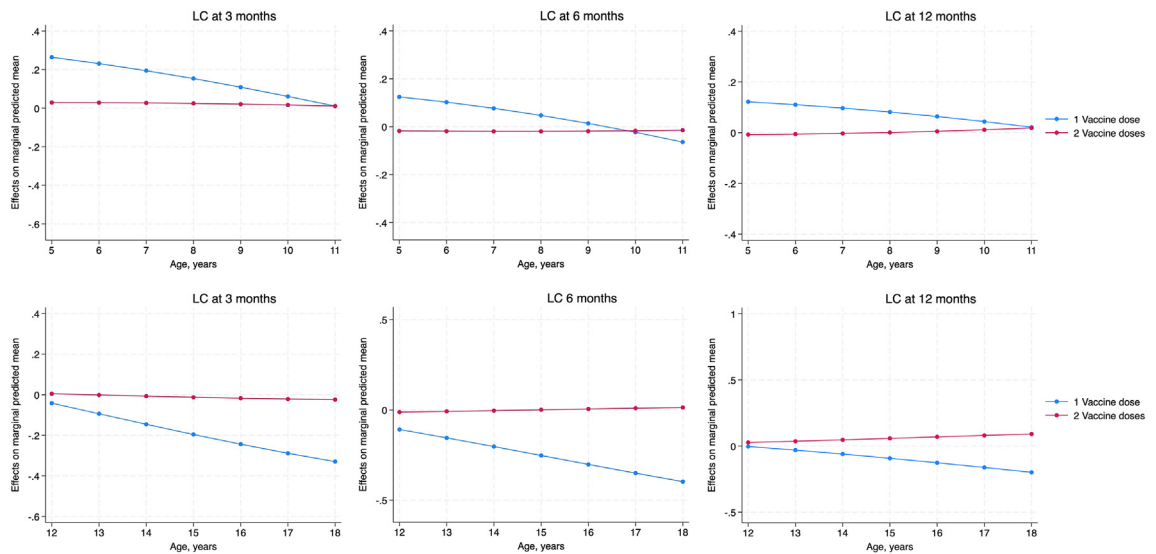 LC at 3 months
Effects on marginal predicted mean
.4
.2
0
-.2
-.4
-.6
5 6 7 8 9 10 11
Age, years
LC at 6 months
Effects on marginal predicted mean
.4
.2
0
-.2
-.4
5 6 7 8 9 10 11
Age, years
LC at 12 months
Effects on marginal predicted mean
.4
.2
0
-.2
-.4
5 6 7 8 9 10 11
Age, years
1 Vaccine dose
2 Vaccine doses
LC at 3 months
Effects on marginal predicted mean
.4
.2
0
-.2
-.4
-.6
12 13 14 15 16 17 18
Age, years
LC 6 months
Effects on marginal predicted mean
.5
0
-.5
12 13 14 15 16 17 18
Age, years
LC at 12 months
Effects on marginal predicted mean
1
.5
0
-.5
12 13 14 15 16 17 18
Age, years
1 Vaccine dose
2 Vaccine doses